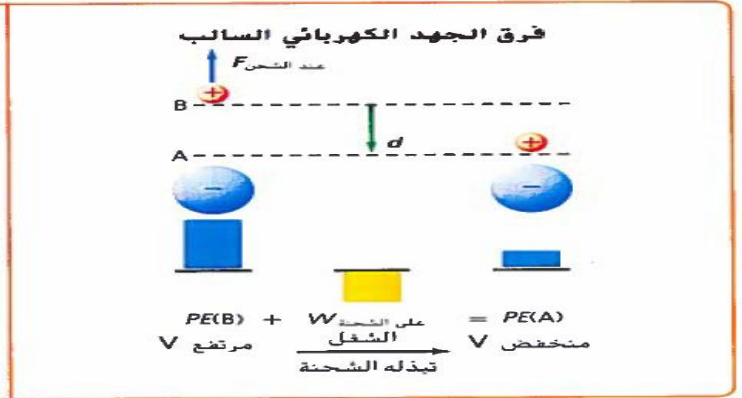 فرق الجهد الكهربائي السالب
F عند الشحن
+
B
d
A
+
-
-
PE(B) + W على الشحنة = PE(A)
مرتفع V الشغل منخفض V
تبذله الشحنة